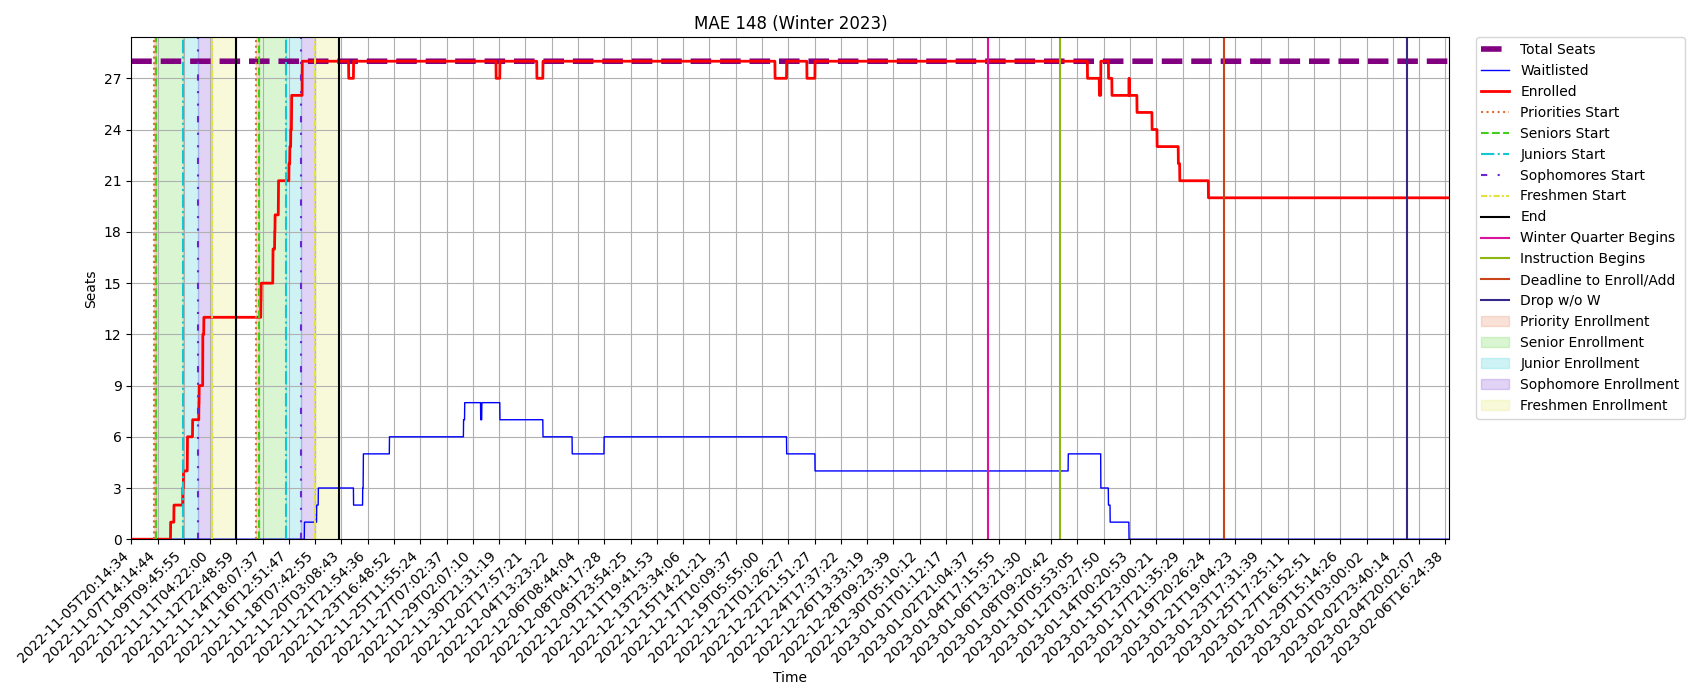 MAE 148 (Winter 2023)
Seats
27
24
21
18
15
12
9
6
3
0
2022-11-05T20:14:34
2022-11-07T14:14:44
2022-11-09T09:45:55
2022-11-11T04:22:00
2022-11-12T22:48:59
2022-11-14T18:07:37
2022-11-16T12:51:47
2022-11-18T07:42:55
2022-11-20T03:08:43
2022-11-21T21:54:36
2022-11-23T16:48:52
2022-11-25T11:55:24
2022-11-27T07:02:37
2022-11-29T02:07:10
2022-11-30T21:31:19
2022-12-02T17:57:21
2022-12-04T13:23:22
2022-12-06T08:44:04
2022-12-08T04:17:28
2022-12-09T23:54:25
2022-12-11T19:41:53
2022-12-13T23:34:06
2022-12-15T14:21:21
2022-12-17T10:09:37
2022-12-19T05:55:00
2022-12-21T01:26:27
2022-12-22T21:51:27
2022-12-24T17:37:22
2022-12-26T13:33:19
2022-12-28T09:23:39
2022-12-30T05:10:12
2023-01-01T01:12:17
2023-01-02T21:04:37
2023-01-04T17:15:55
2023-01-06T13:21:30
2023-01-08T09:20:42
2023-01-10T05:53:05
2023-01-12T03:27:50
2023-01-14T00:20:53
2023-01-15T23:00:21
2023-01-17T21:35:29
2023-01-19T20:26:24
2023-01-21T19:04:23
2023-01-23T17:31:39
2023-01-25T17:25:11
2023-01-27T16:52:51
2023-01-29T15:14:26
2023-02-01T03:00:02
2023-02-02T23:40:14
2023-02-04T20:02:07
2023-02-06T16:24:38
Time
Total Seats
Waitlisted
Enrolled
Priorities Start
Seniors Start
Juniors Start
Sophomores Start
Freshmen Start
End
Winter Quarter Begins
Instruction Begins
Deadline to Enroll/Add
Drop w/o W
Priority Enrollment
Senior Enrollment
Junior Enrollment
Sophomore Enrollment
Freshmen Enrollment